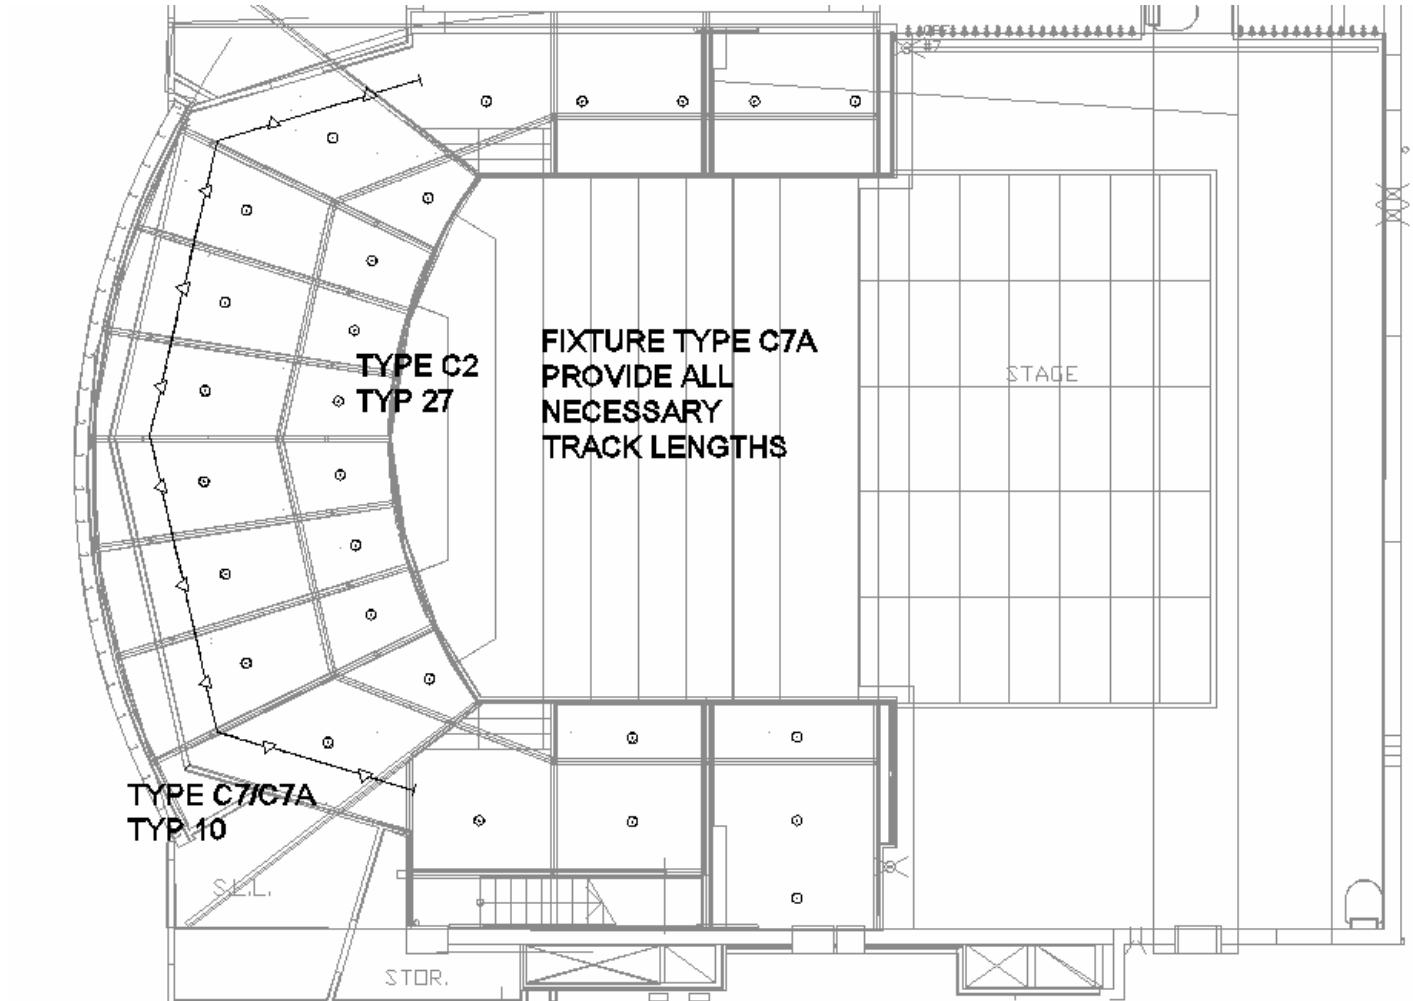 #7
FIXTURE TYPE C7A
PROVIDE ALL
NECESSARY
TRACK LENGTHS
TYPE C2
TYP 27
STAGE
TYPE C7/C7A
TYP 10
S.L.L.
STOR.